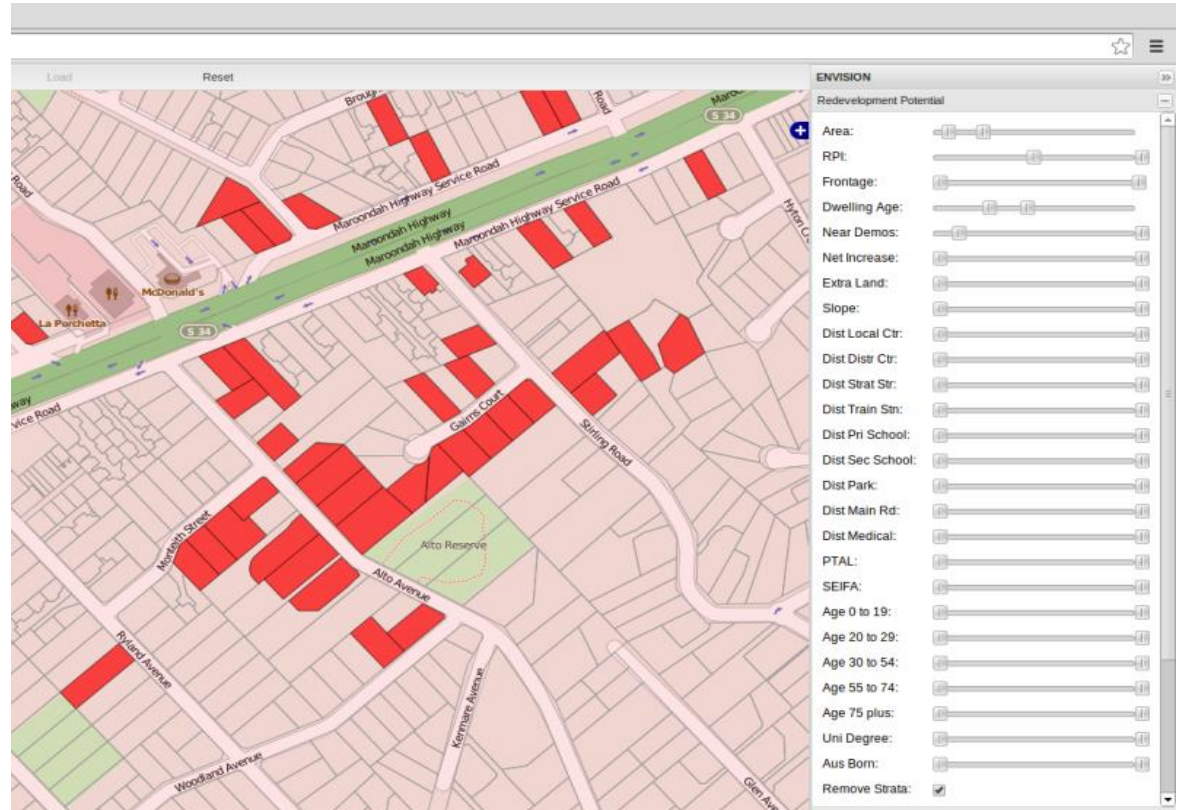 Load
Reset
ENVISION
Redevelopment Potential
Area:
RPI:
Frontage:
Dwelling Age:
Near Demos:
Net Increase:
Extra Land:
Slope:
Dist Local Ctr:
Dist Distr Ctr:
Dist Strat Str:
Dist Train Stn:
Dist Pri School:
Dist Sec School:
Dist Park:
Dist Main Rd:
Dist Medical:
PTAL:
SEIFA:
Age 0 to 19:
Age 20 to 29:
Age 30 to 54:
Age 55 to 74:
Age 75 plus:
Uni Degree:
Aus Born:
Remove Strata:
Road
S 34
Road
Maroondah Highway Service Road
Maroondah Highway
Maroondah Highway
Maroondah Highway Service Road
McDonald's
La Porchetta
S 34
way
vice Road
Gairns Court
Stirling Road
Monteith Street
Alto Reserve
Alto Avenue
Ryland Avenue
Kenmare Avenue
Woodland Avenue